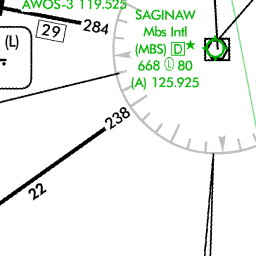 AWOS-3 119.525
SAGINAW
Mbs Intl
(MBS) D★
668 Ⓛ 80
(A) 125.925
284
29
(L)
238
22